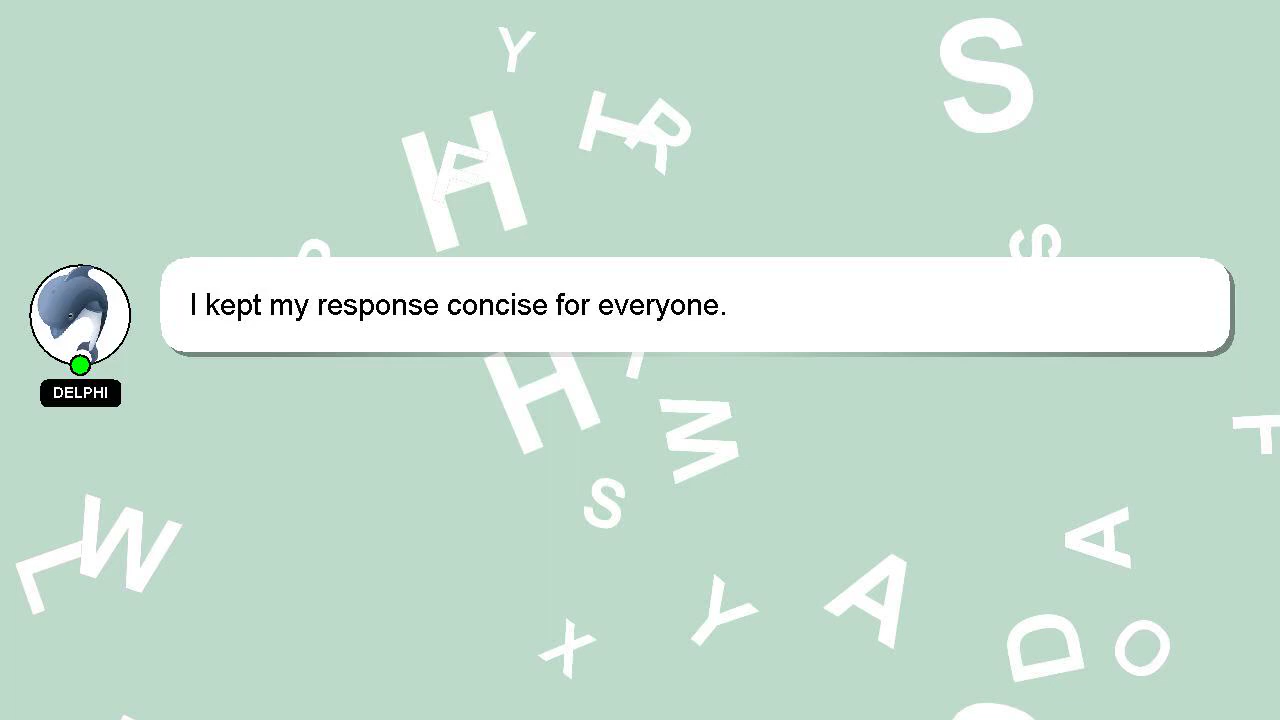 Y
S
T
R
H
A
S
I kept my response concise for everyone.
DELPHI
H
W
S
W
L
A
A
Y
X
D
O